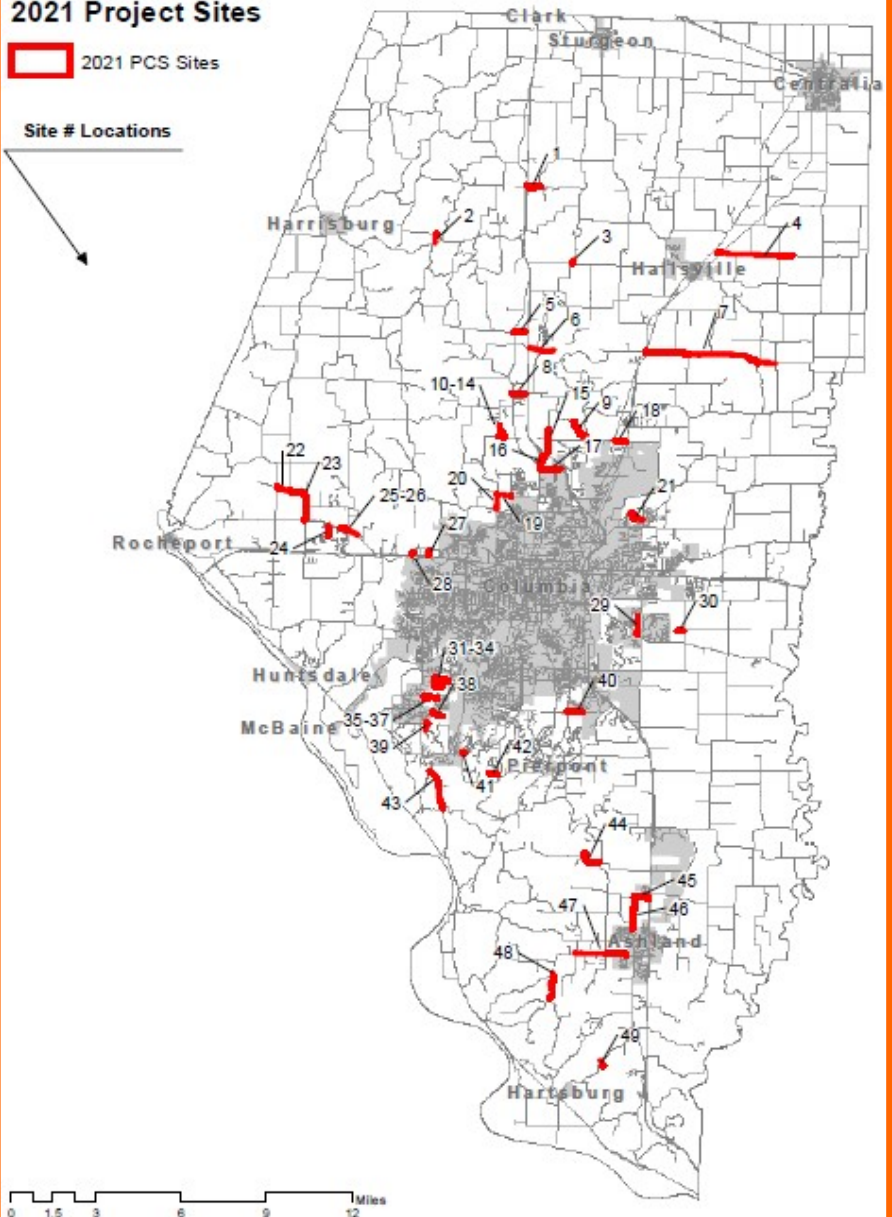 2021 Project Sites
2021 PCS Sites
Site # Locations
Clark
Sturgeon
Centralia
1
Harrisburg
2
3
4
Hallsville
5
6
7
8
10-14
15
9
18
16
17
22
23
25-26
20
19
21
Rocheport
24
27
28
Columbia
29
30
31-34
Huntsdale
38
40
35-37
McBaine
39
42
41
Pierpont
43
44
45
47
46
Ashland
48
49
Hartsburg
Miles
0 1.5 3 6 9 12